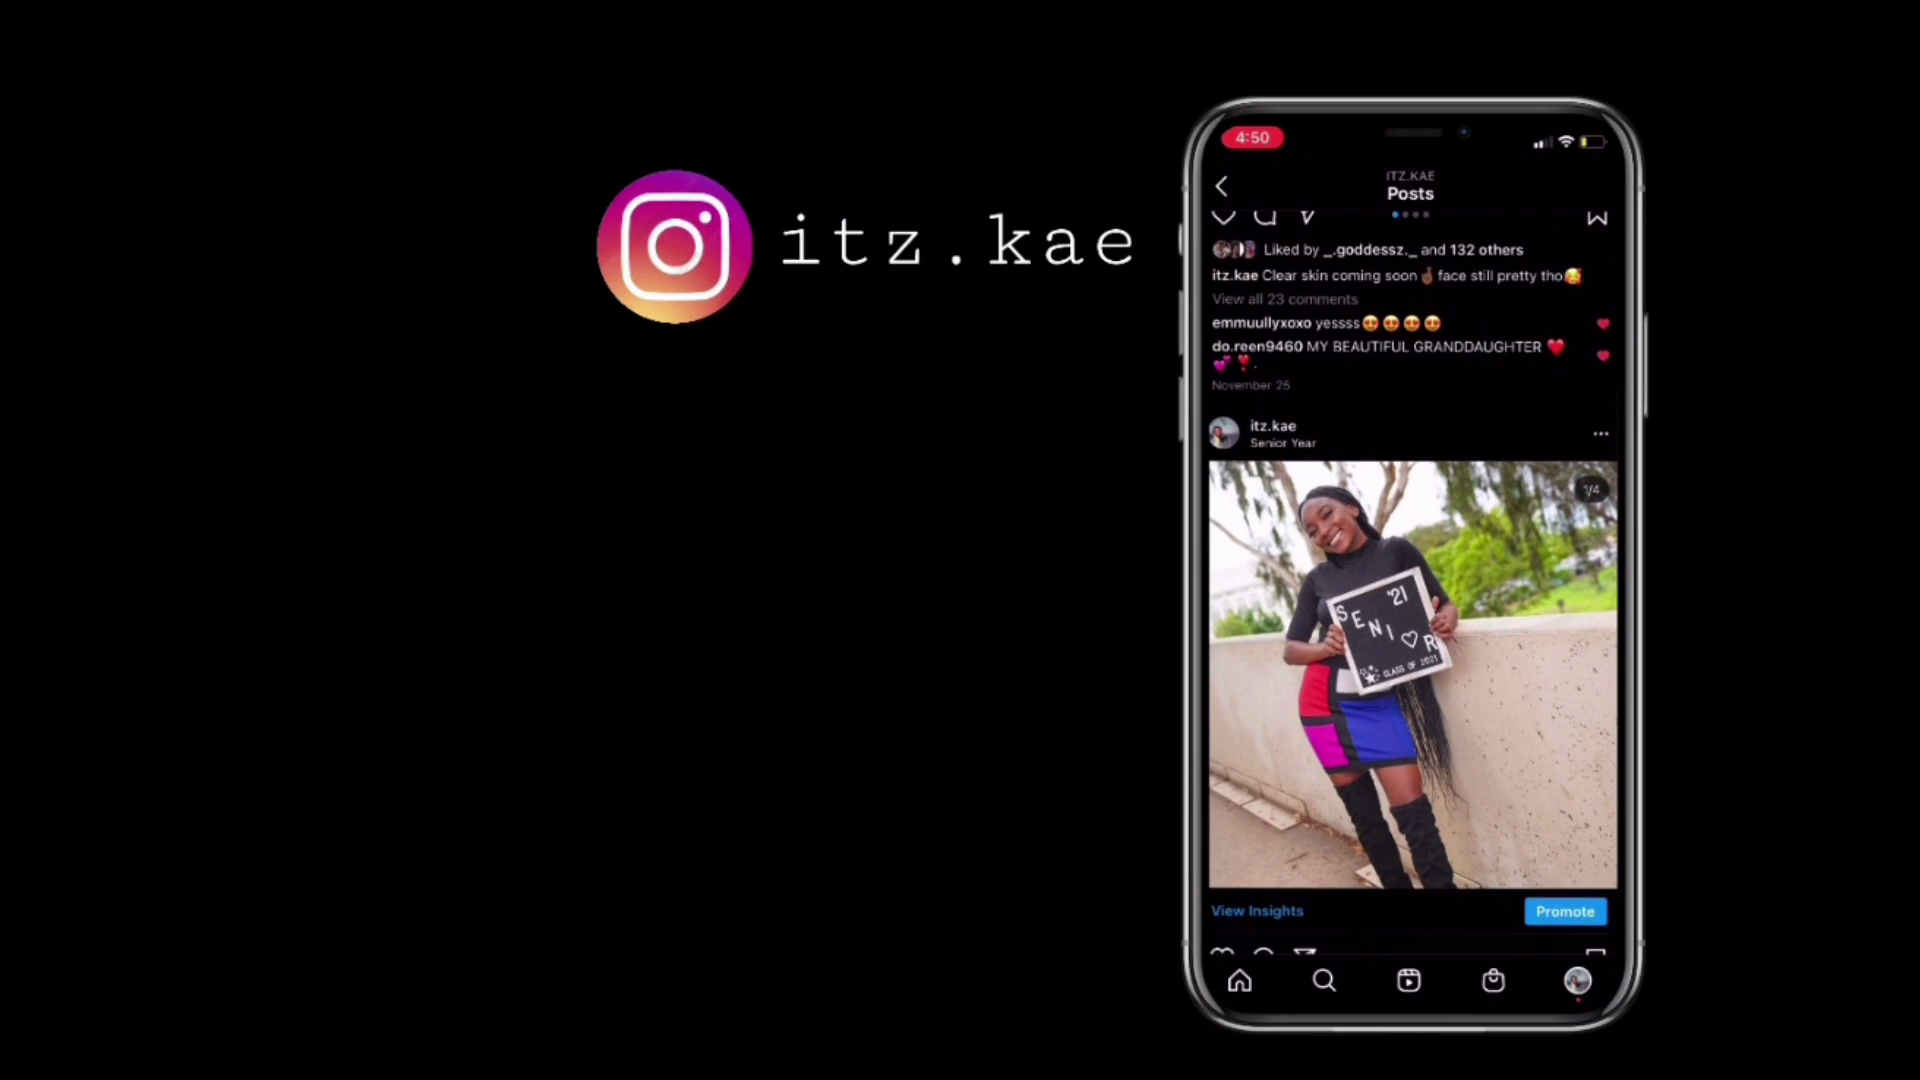 itz.kae
4:50
ITZ.KAE
Posts
Liked by _.goddessz._ and 132 others
itz.kae Clear skin coming soon☝🏾face still pretty tho🥰
View all 23 comments
emmuullyxoxo yessss😍😍😍😍
do.reen9460 MY BEAUTIFUL GRANDDAUGHTER ❤️
💕❣️.
November 25
itz.kae
Senior Year
1/4
'21
SENI♡R
CLASS OF 2021
View Insights
Promote